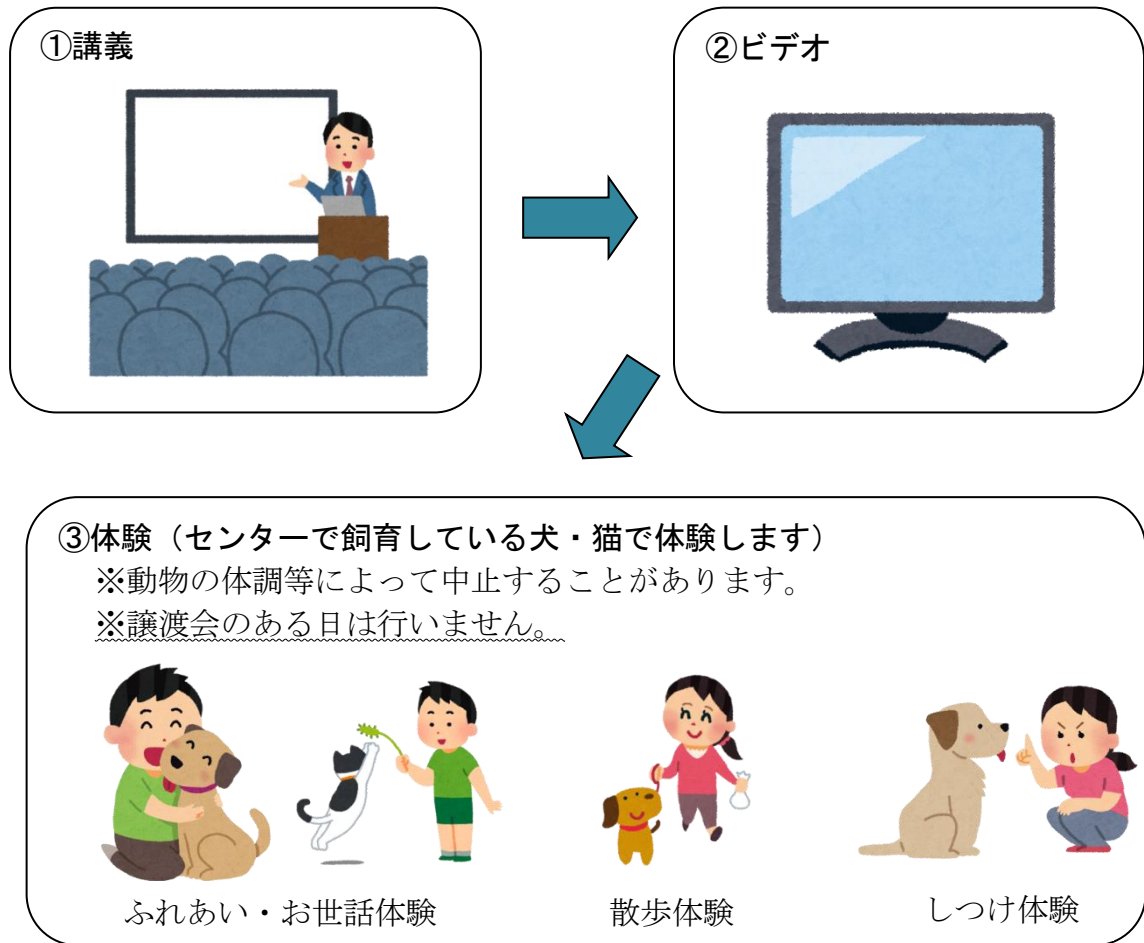 ①講義
②ビデオ
③体験（センターで飼育している犬・猫で体験します）
※動物の体調等によって中止することがあります。
※譲渡会のある日は行いません。
ふれあい・お世話体験
散歩体験
しつけ体験